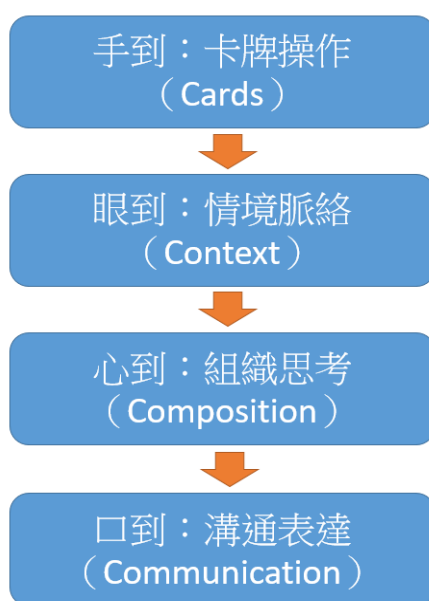 手到：卡牌操作
（Cards）
眼到：情境脈絡
（Context）
心到：組織思考
（Composition）
口到：溝通表達
（Communication）